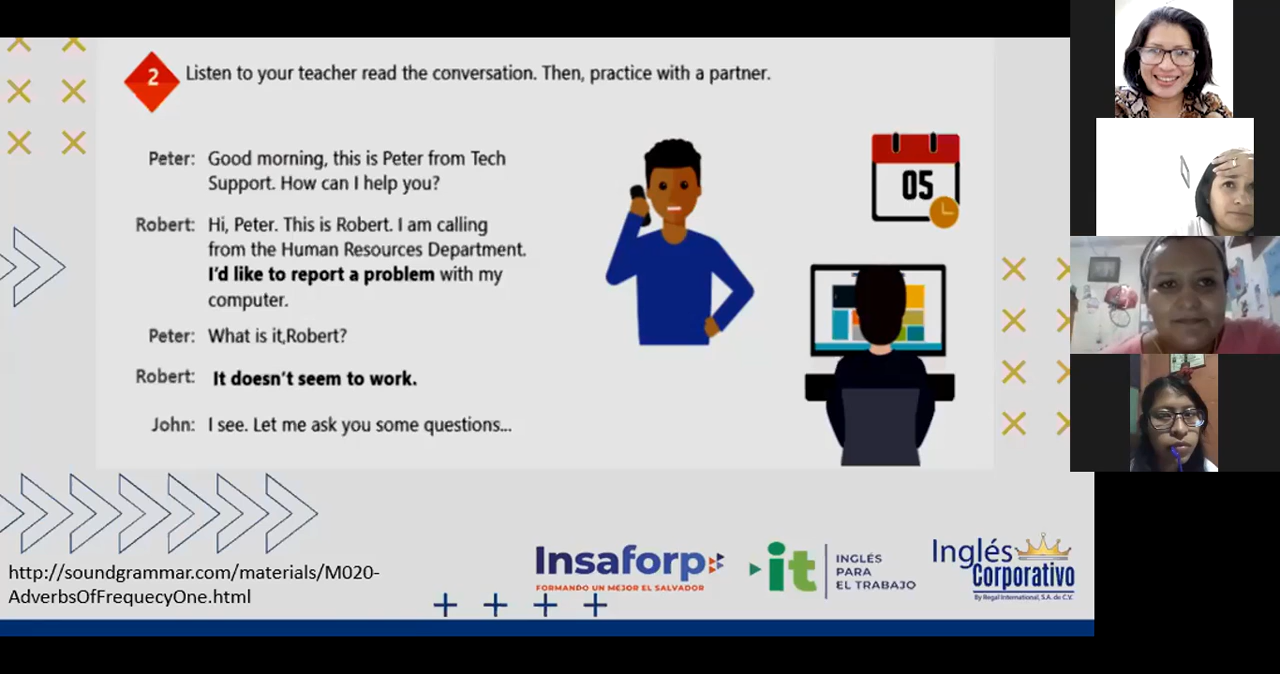 2
Listen to your teacher read the conversation. Then, practice with a partner.
Peter: Good morning, this is Peter from Tech
Support. How can I help you?
Robert: Hi, Peter. This is Robert. I am calling
from the Human Resources Department.
I'd like to report a problem with my
computer.
Peter: What is it,Robert?
Robert: It doesn't seem to work.
John: I see. Let me ask you some questions...
05
http://soundgrammar.com/materials/M020-
AdverbsOfFrequecyOne.html
Insaforp
FORMANDO UN MEJOR EL SALVADOR
it
INGLÉS
PARA
EL TRABAJO
Inglés
Corporativo
By Regal International, S.A. de C.V.